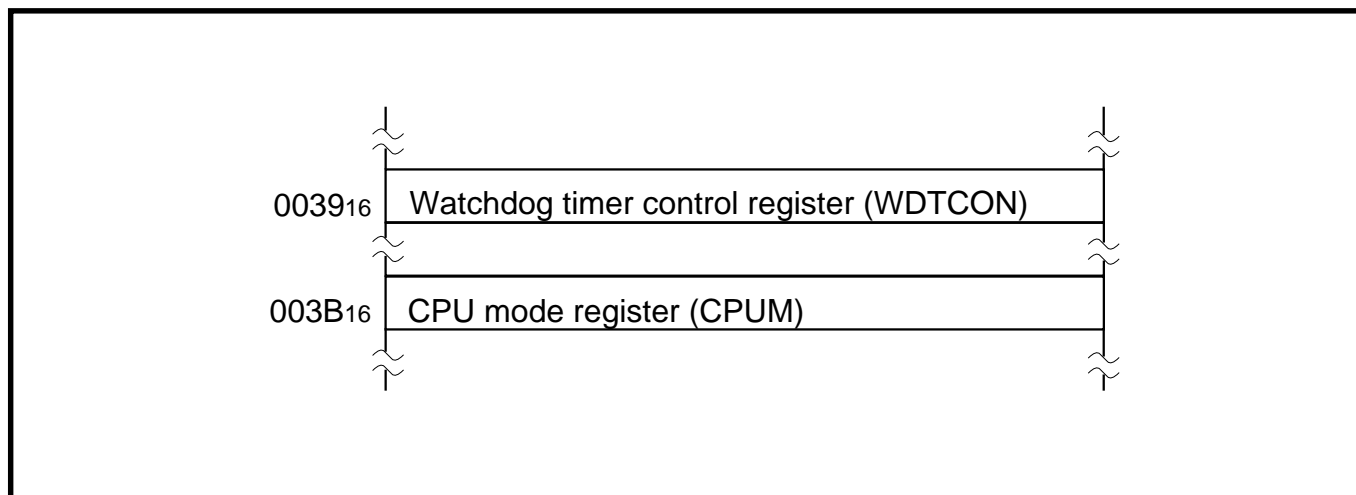 003916 Watchdog timer control register (WDTCON)
003B16 CPU mode register (CPUM)